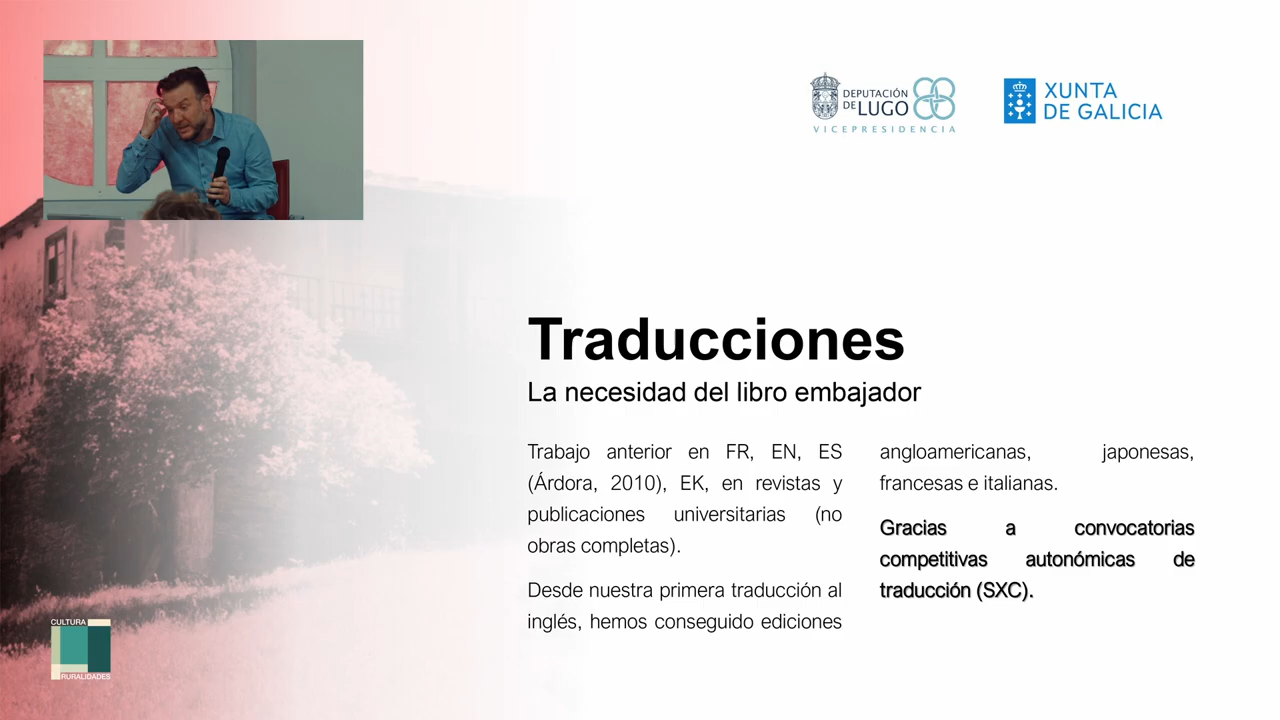 DEPUTACIÓN
DE LUGO
VICEPRESIDENCIA
XUNTA
DE GALICIA
Traducciones
La necesidad del libro embajador
Trabajo anterior en FR, EN, ES
(Árdora, 2010), EK, en revistas y
publicaciones universitarias (no
obras completas).
Desde nuestra primera traducción al
inglés, hemos conseguido ediciones
angloamericanas, japonesas,
francesas e italianas.
Gracias a convocatorias
competitivas autonómicas de
traducción (SXC).
CULTURA
RURALIDADES